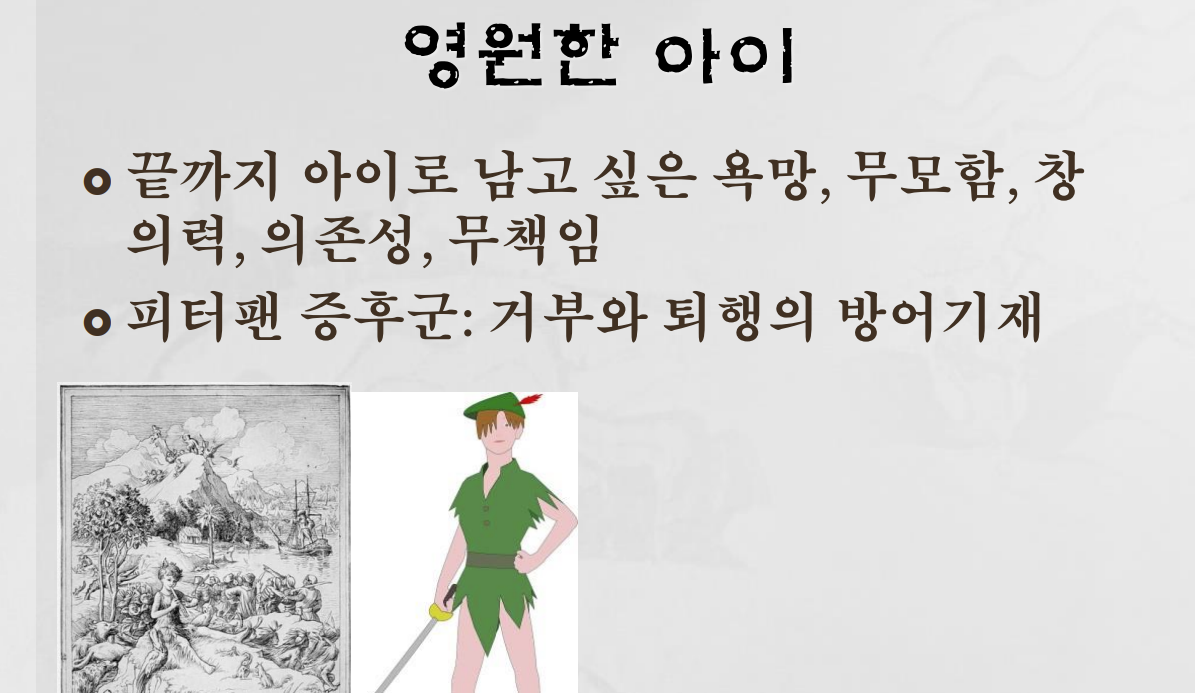 영원한 아이
끝까지 아이로 남고 싶은 욕망, 무모함, 창
의력, 의존성, 무책임
피터팬 증후군: 거부와 퇴행의 방어기재